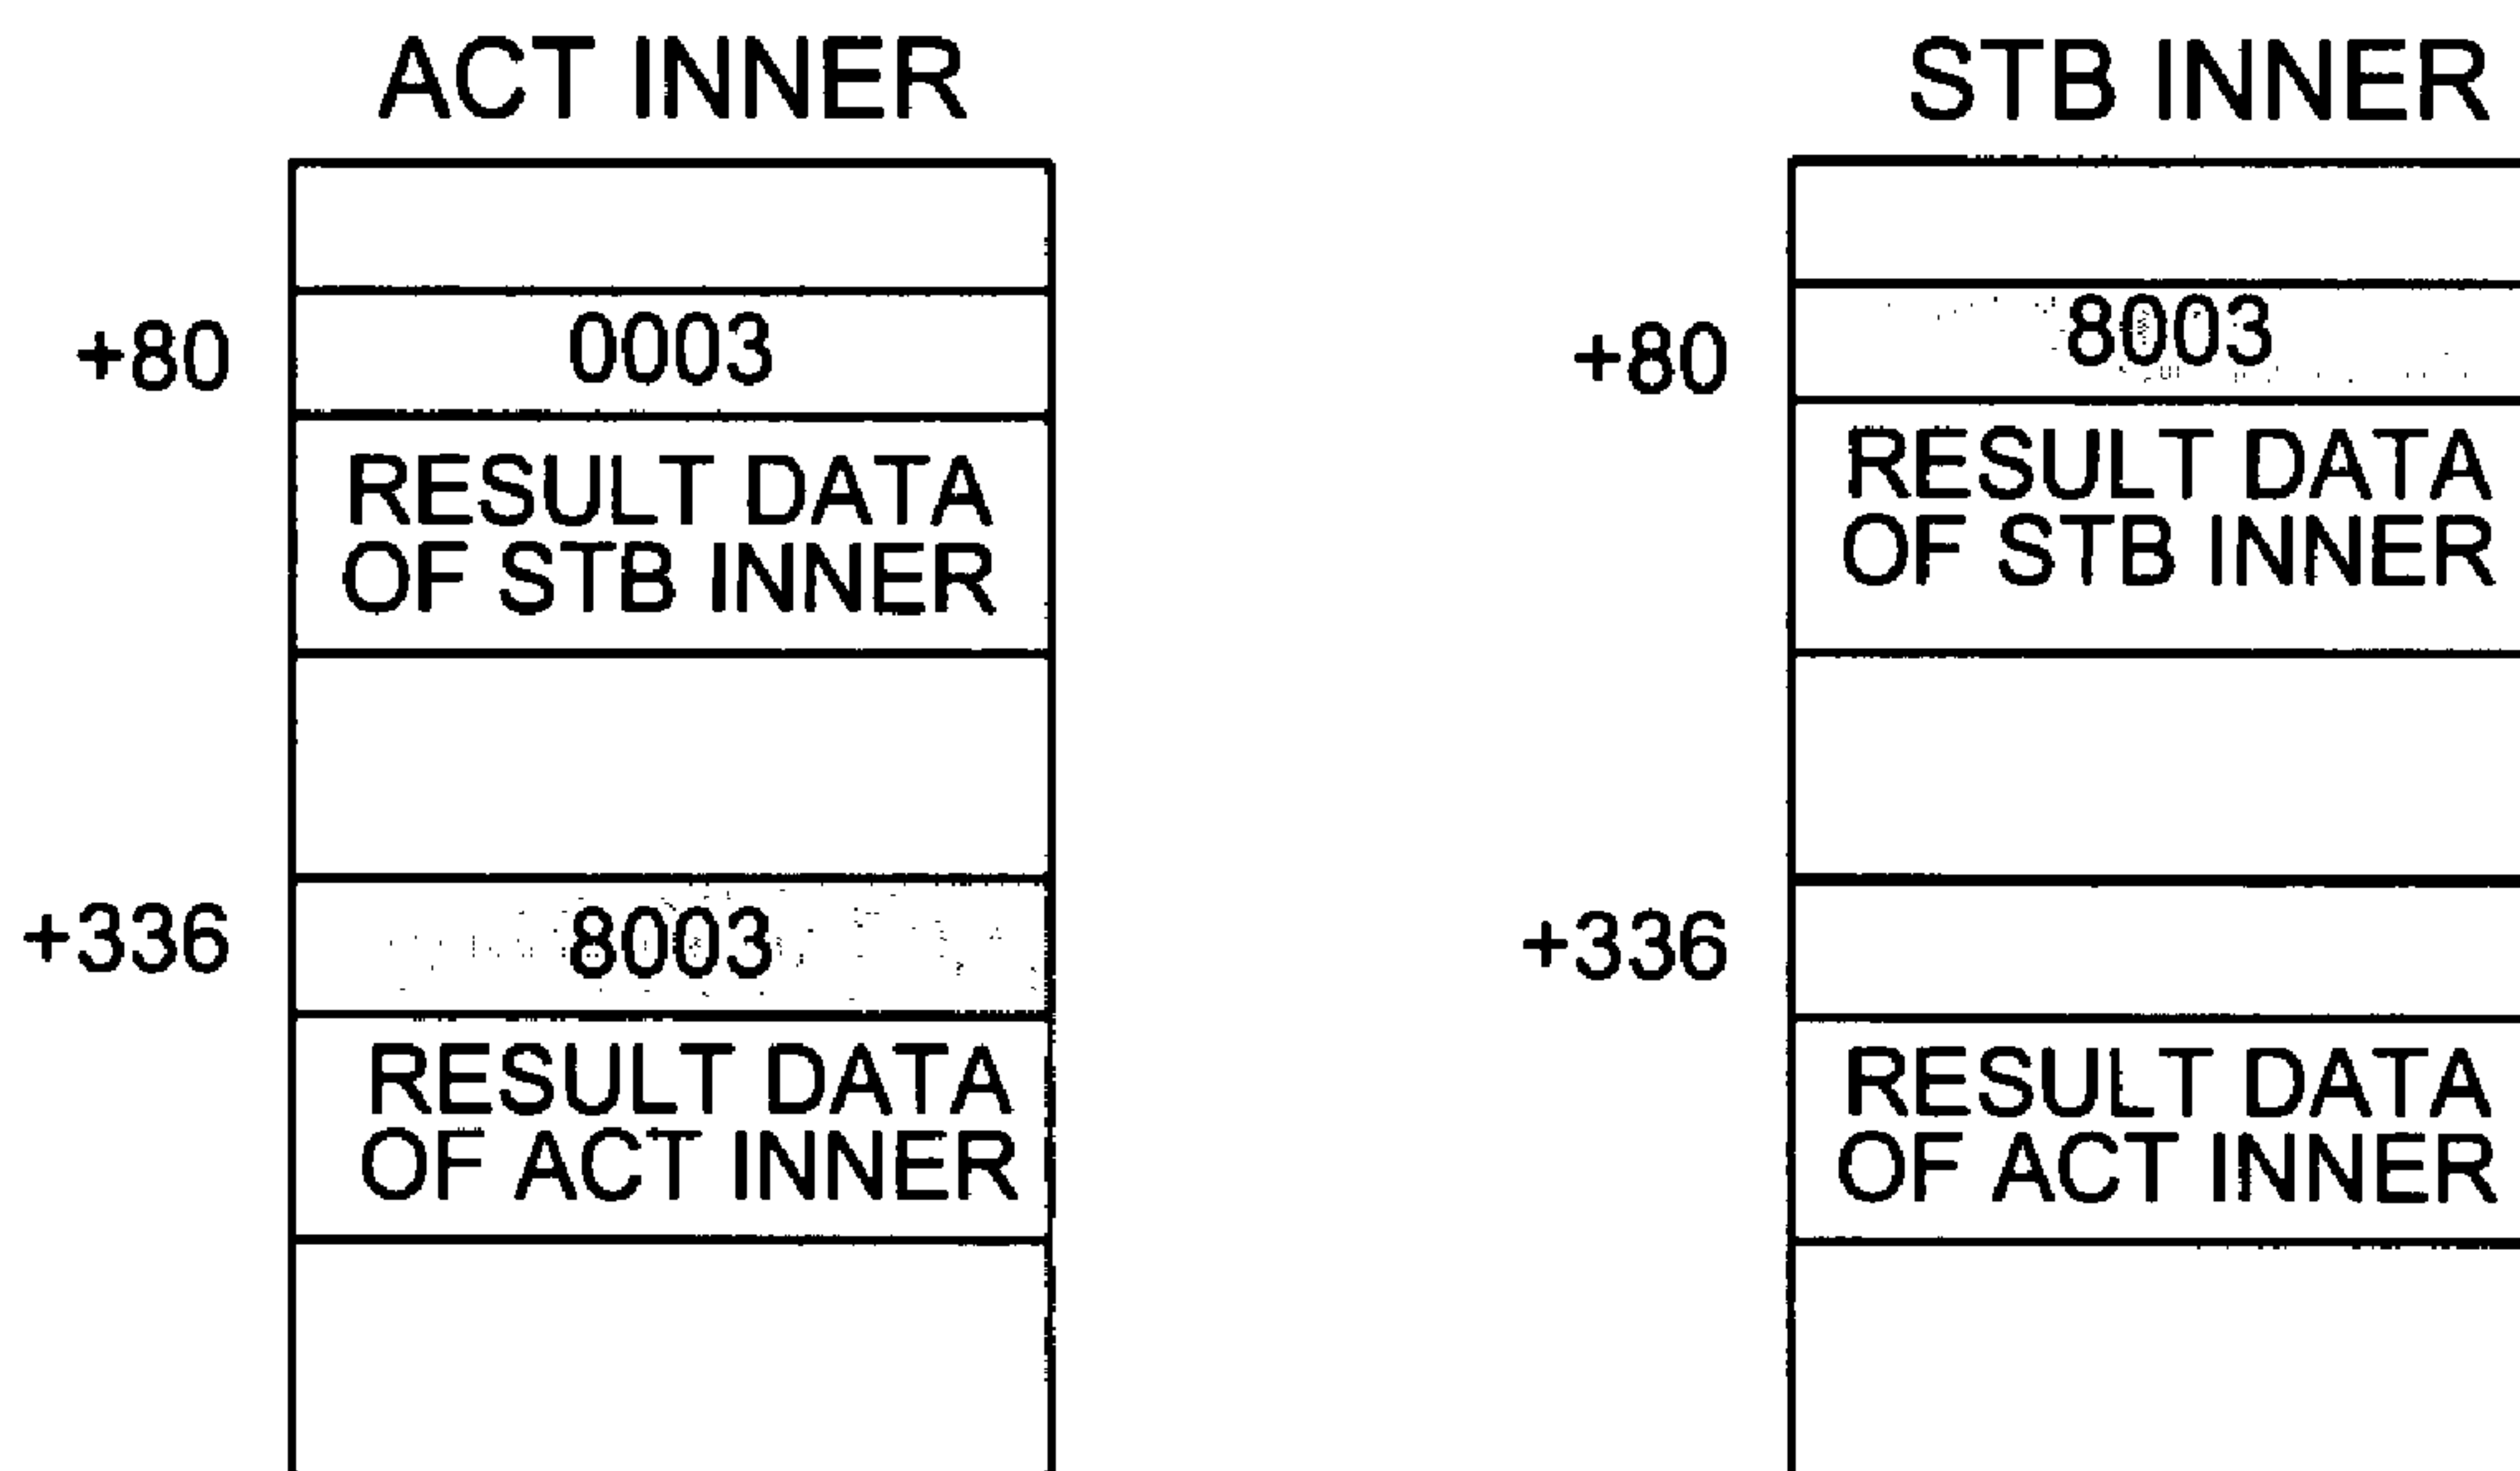 ACT INNER
+80
0003
RESULT DATA
OF STB INNER
+336
8003
RESULT DATA
OF ACT INNER
STB INNER
+80
8003
RESULT DATA
OF STB INNER
+336
RESULT DATA
OF ACT INNER